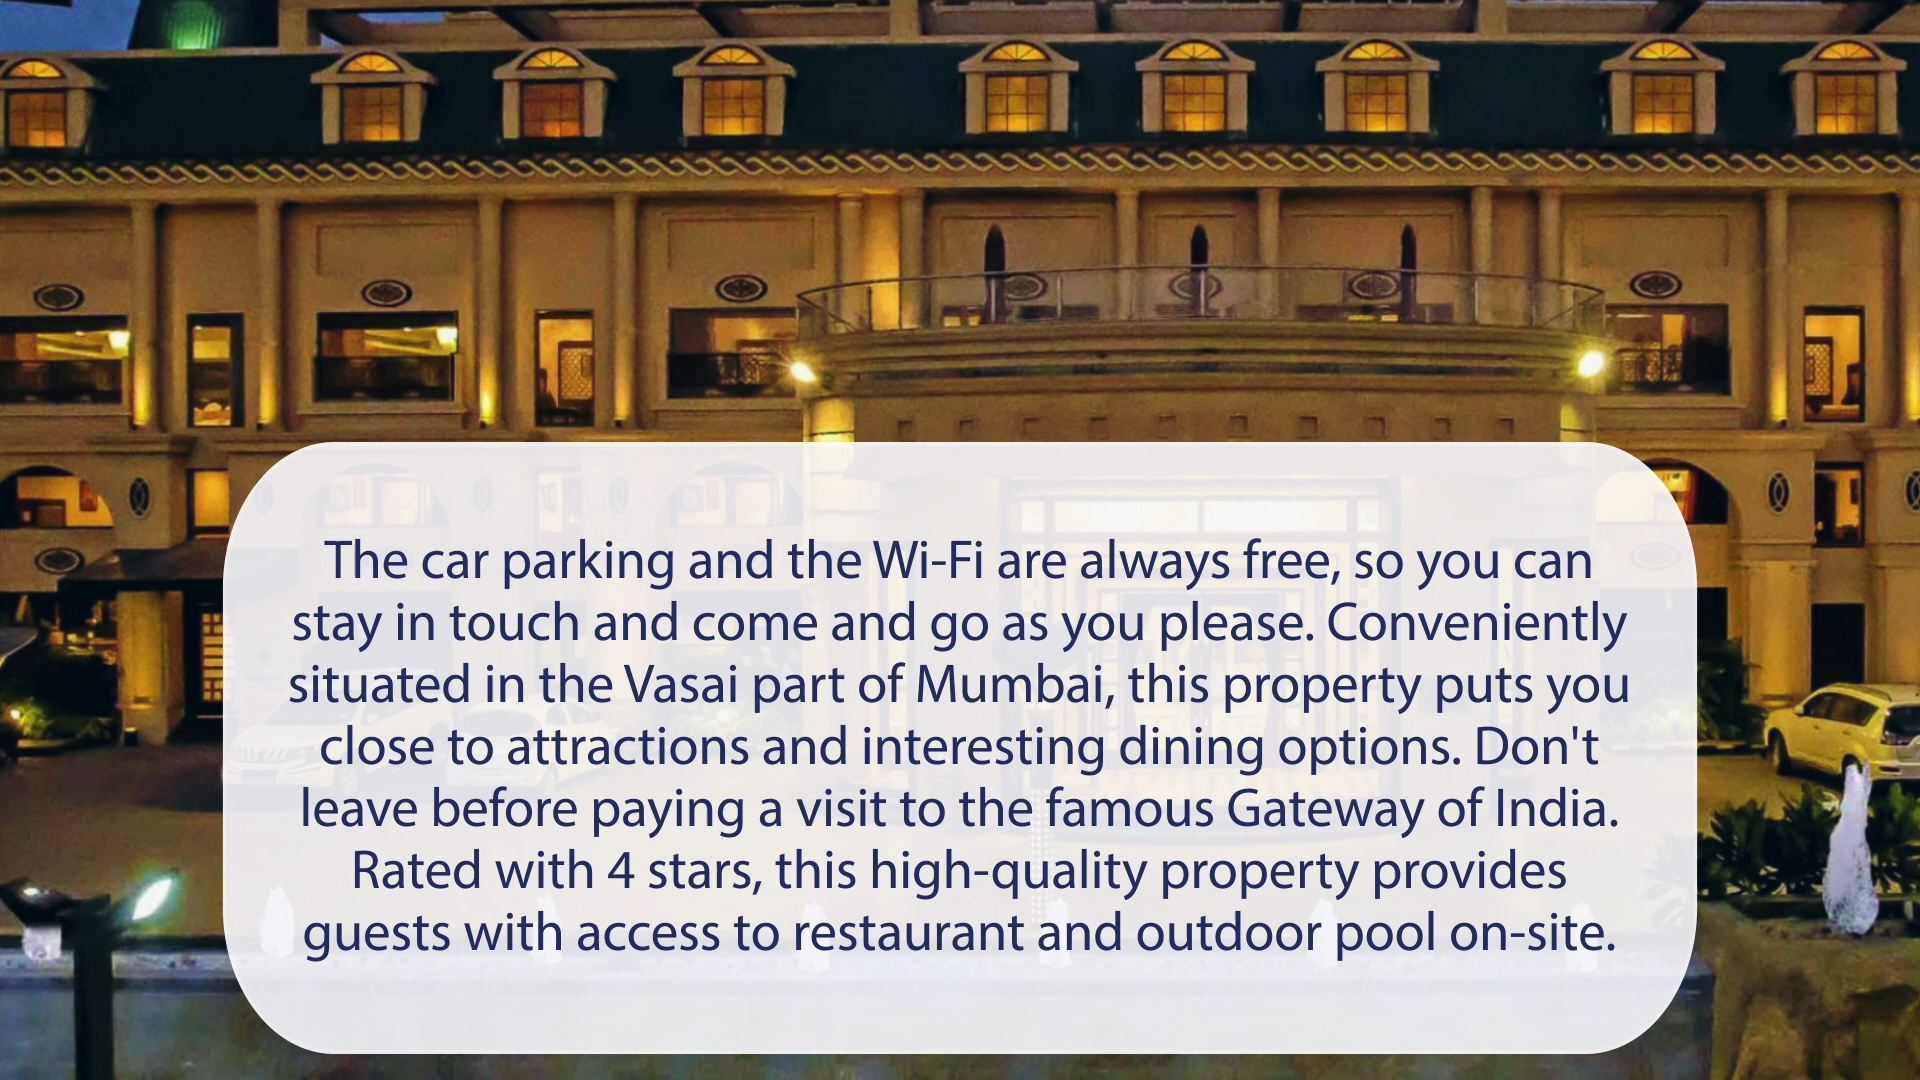 The car parking and the Wi-Fi are always free, so you can
stay in touch and come and go as you please. Conveniently
situated in the Vasai part of Mumbai, this property puts you
close to attractions and interesting dining options. Don't
leave before paying a visit to the famous Gateway of India.
Rated with 4 stars, this high-quality property provides
guests with access to restaurant and outdoor pool on-site.